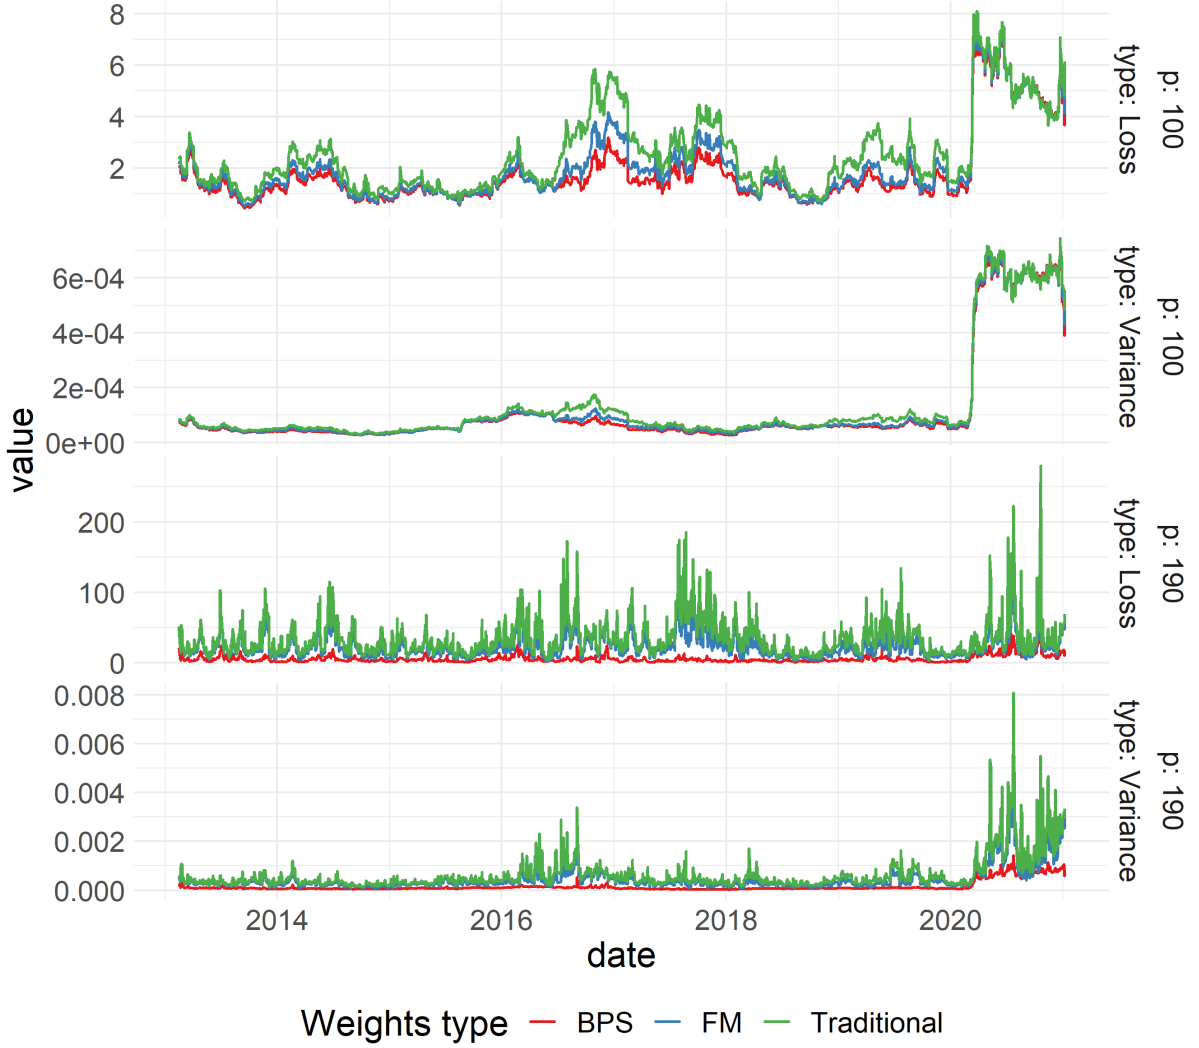 8
6
4
2
p: 100
type: Loss
6e-04
4e-04
2e-04
0e+00
p: 100
type: Variance
value
200
100
0
p: 190
type: Loss
0.008
0.006
0.004
0.002
0.000
p: 190
type: Variance
2014 2016 2018 2020
date
Weights type BPS FM Traditional